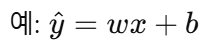 예: ŷ = wx + b